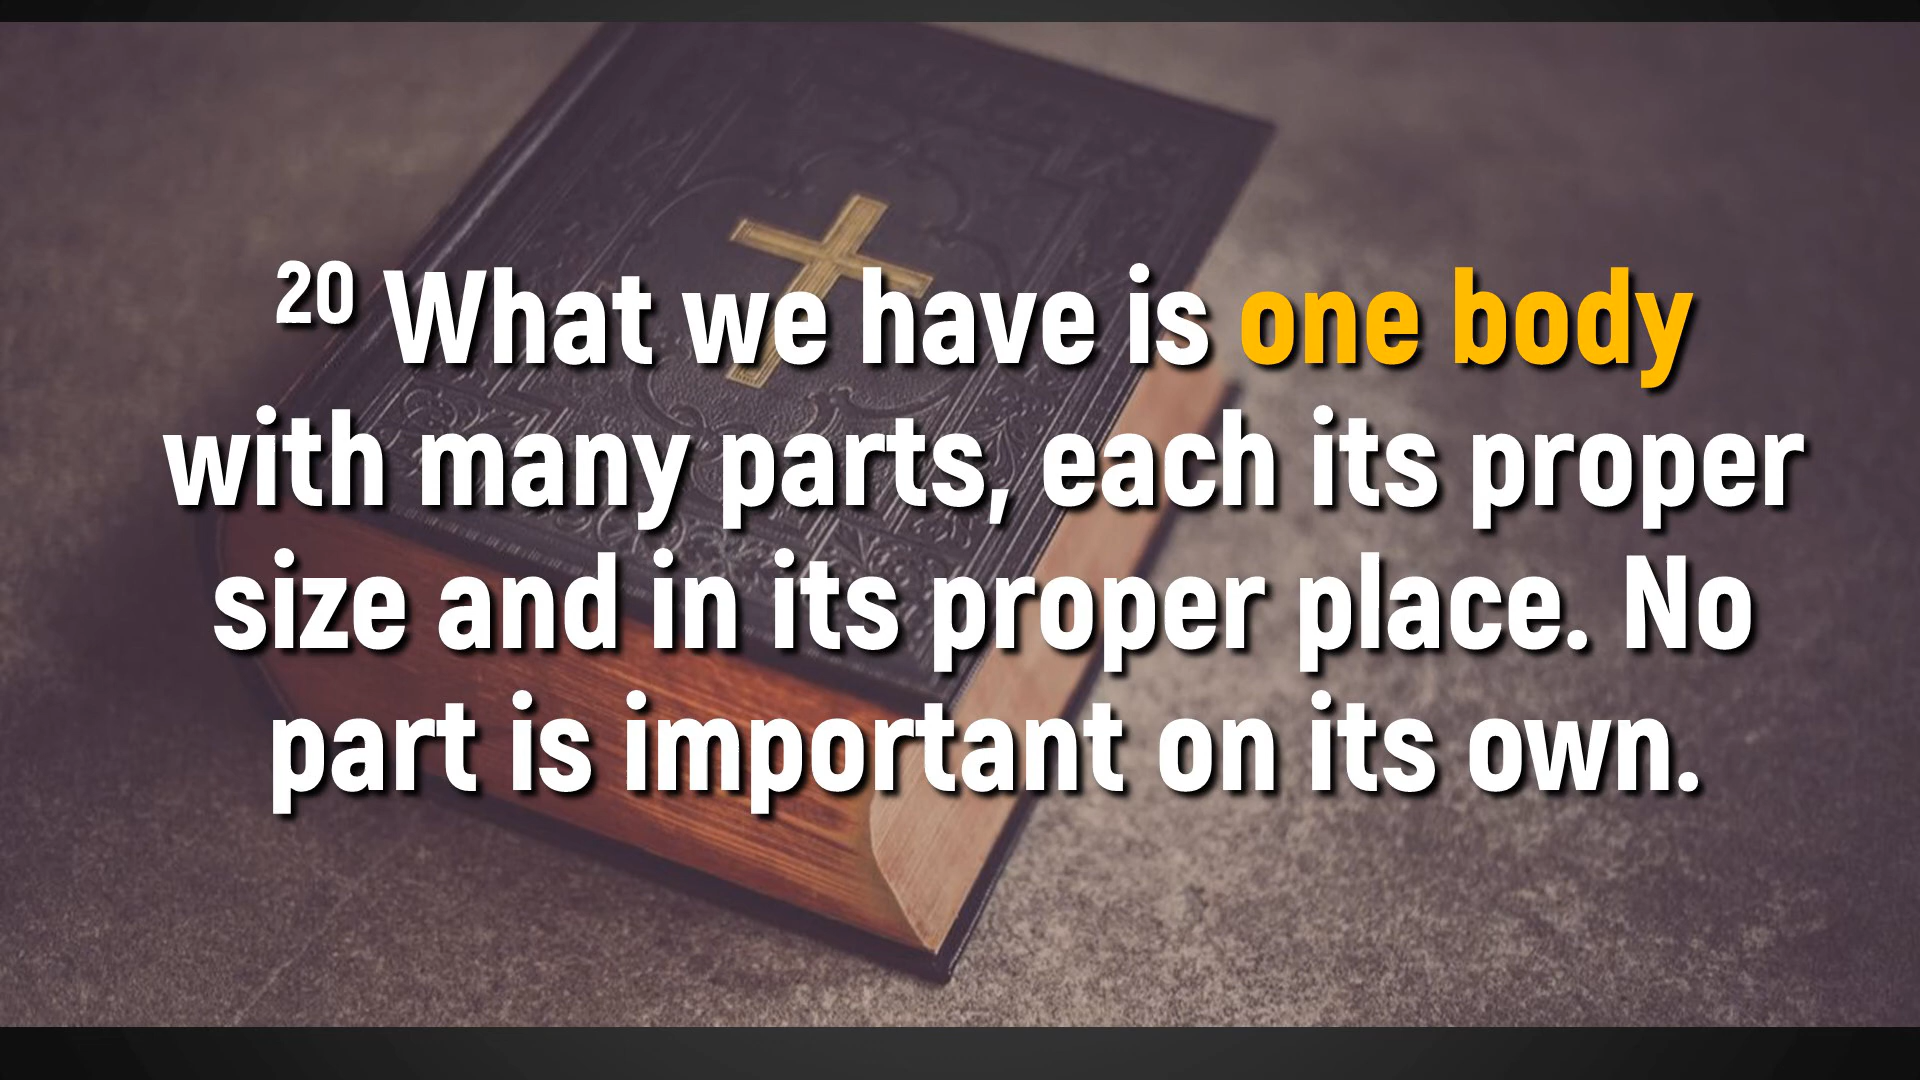 20 What we have is one body
with many parts, each its proper
size and in its proper place. No
part is important on its own.